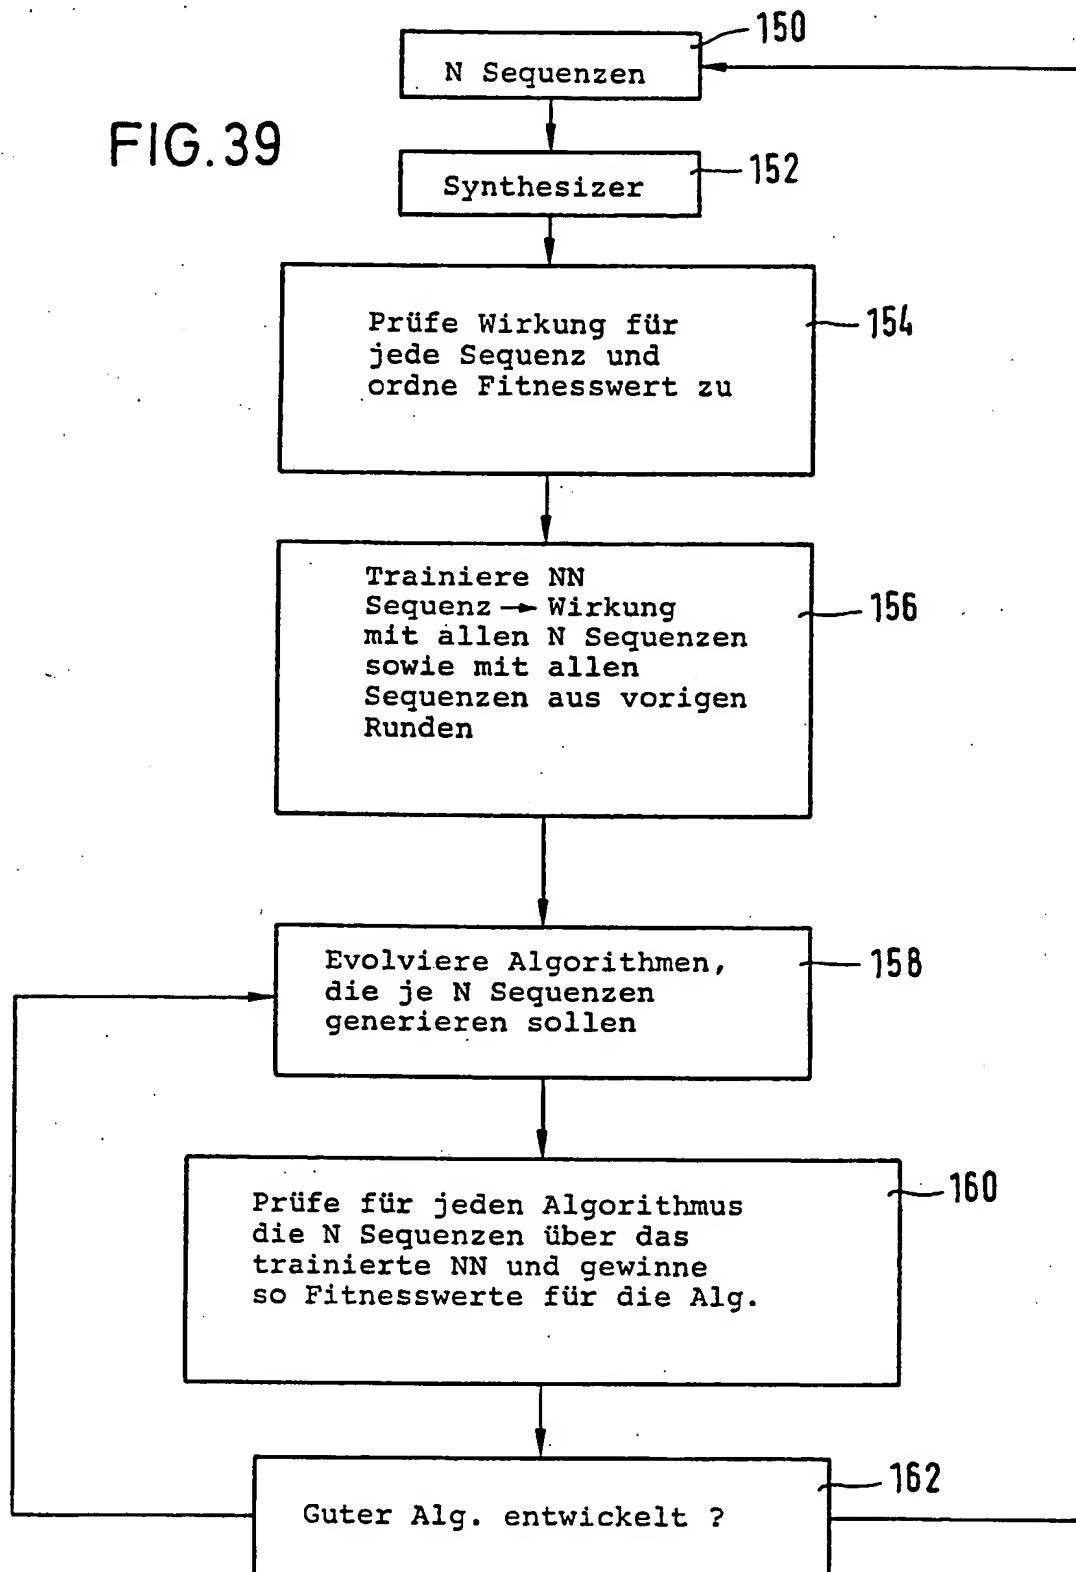 150
N Sequenzen
FIG.39
152
Synthesizer
154
Prüfe Wirkung für
jede Sequenz und
ordne Fitnesswert zu
156
Trainiere NN
Sequenz → Wirkung
mit allen N Sequenzen
sowie mit allen
Sequenzen aus vorigen
Runden
158
Evolviere Algorithmen,
die je N Sequenzen
generieren sollen
160
Prüfe für jeden Algorithmus
die N Sequenzen über das
trainierte NN und gewinne
so Fitnesswerte für die Alg.
162
Guter Alg. entwickelt ?